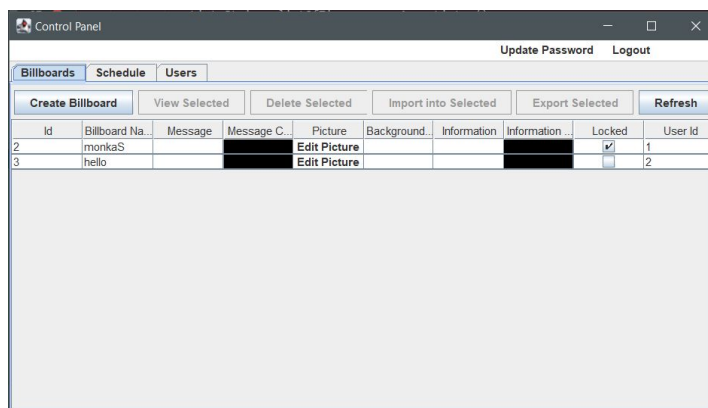 Control Panel
Update Password Logout
Billboards Schedule Users
Create Billboard View Selected Delete Selected Import into Selected Export Selected Refresh
Id Billboard Na... Message Message C... Picture Background... Information Information ... Locked User Id
2 monkaS Edit Picture 1
3 hello Edit Picture 2